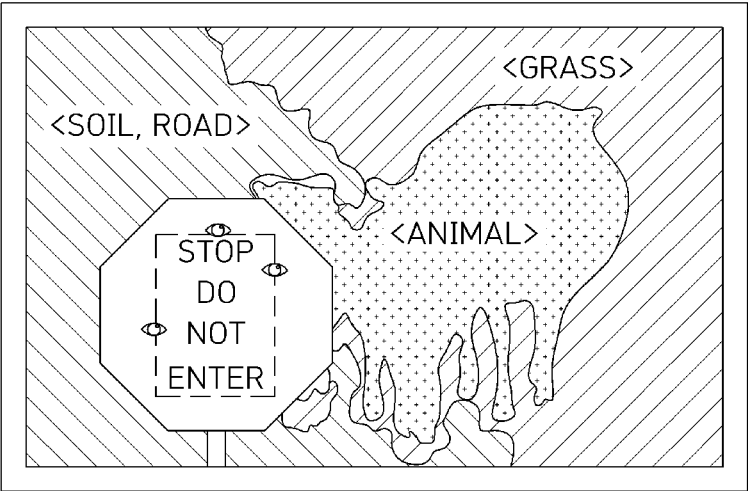 <GRASS>
<SOIL, ROAD>
<ANIMAL>
STOP
DO
NOT
ENTER